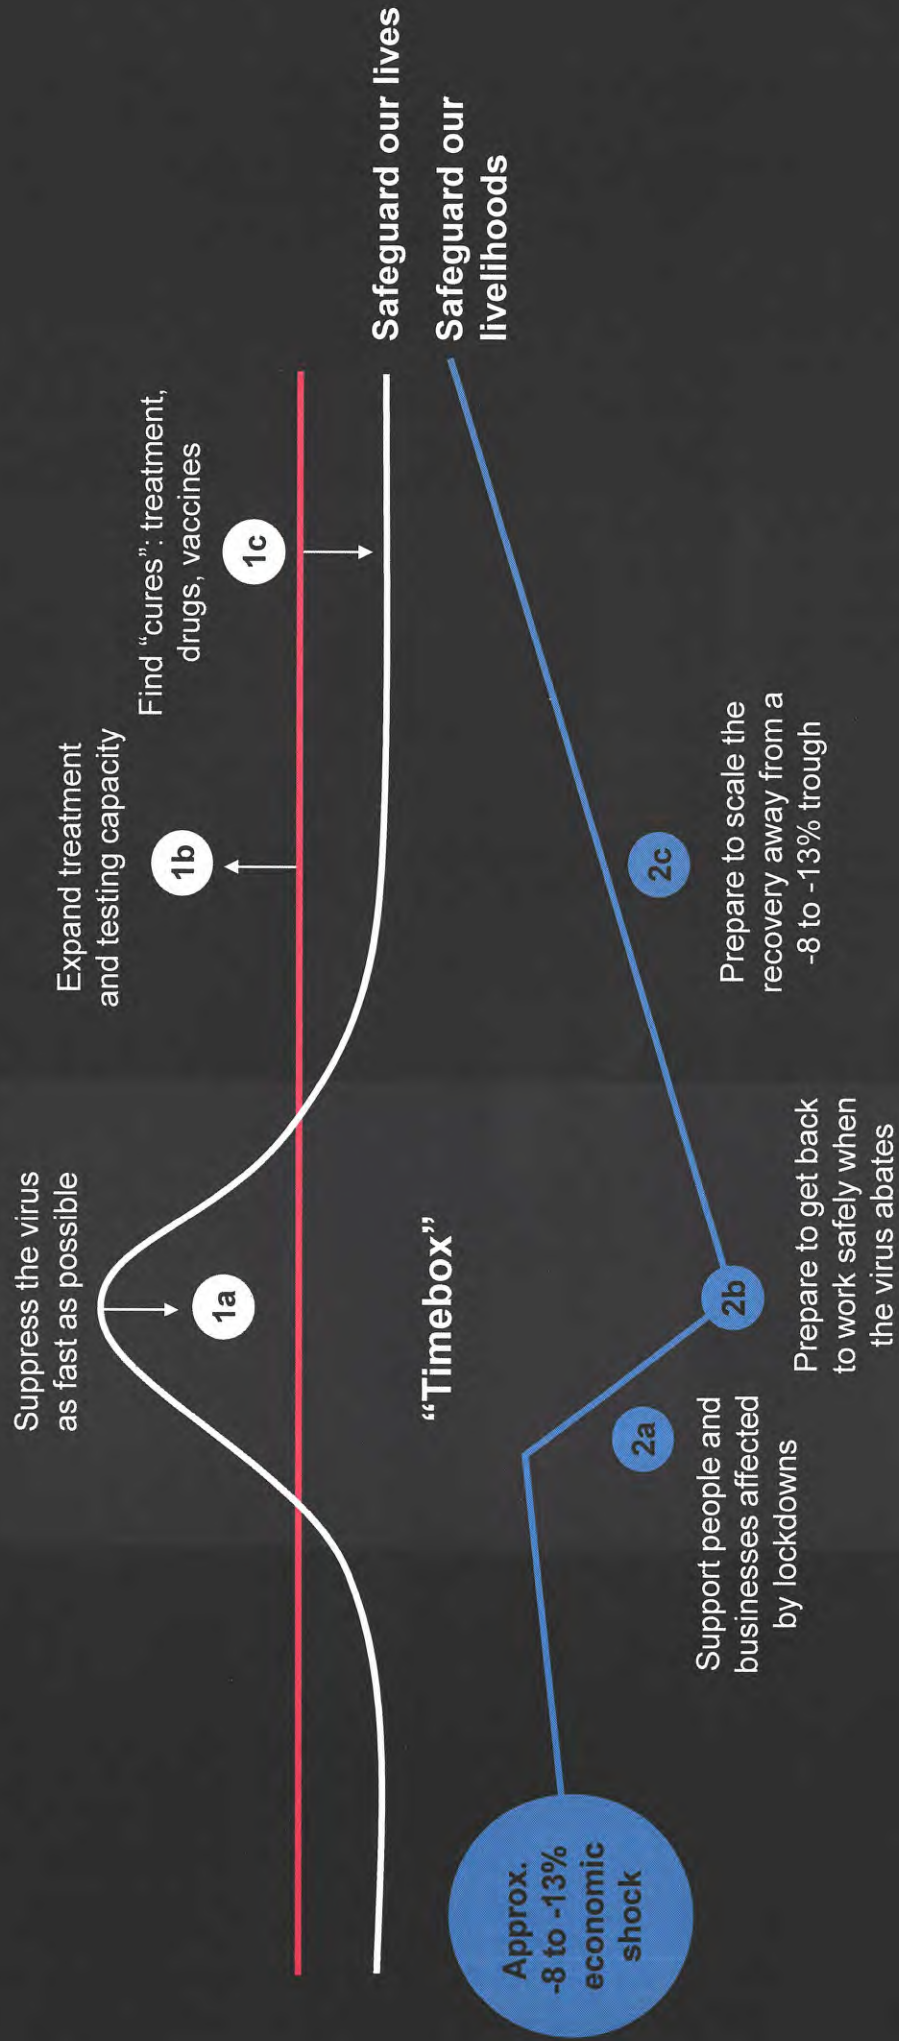 Suppress the virus
as fast as possible
1a
Expand treatment
and testing capacity
1b
Find “cures”: treatment,
drugs, vaccines
1c
Safeguard our lives
“Timebox”
Safeguard our
livelihoods
Approx.
-8 to -13%
economic
shock
2a
Support people and
businesses affected
by lockdowns
2b
Prepare to get back
to work safely when
the virus abates
2c
Prepare to scale the
recovery away from a
-8 to -13% trough